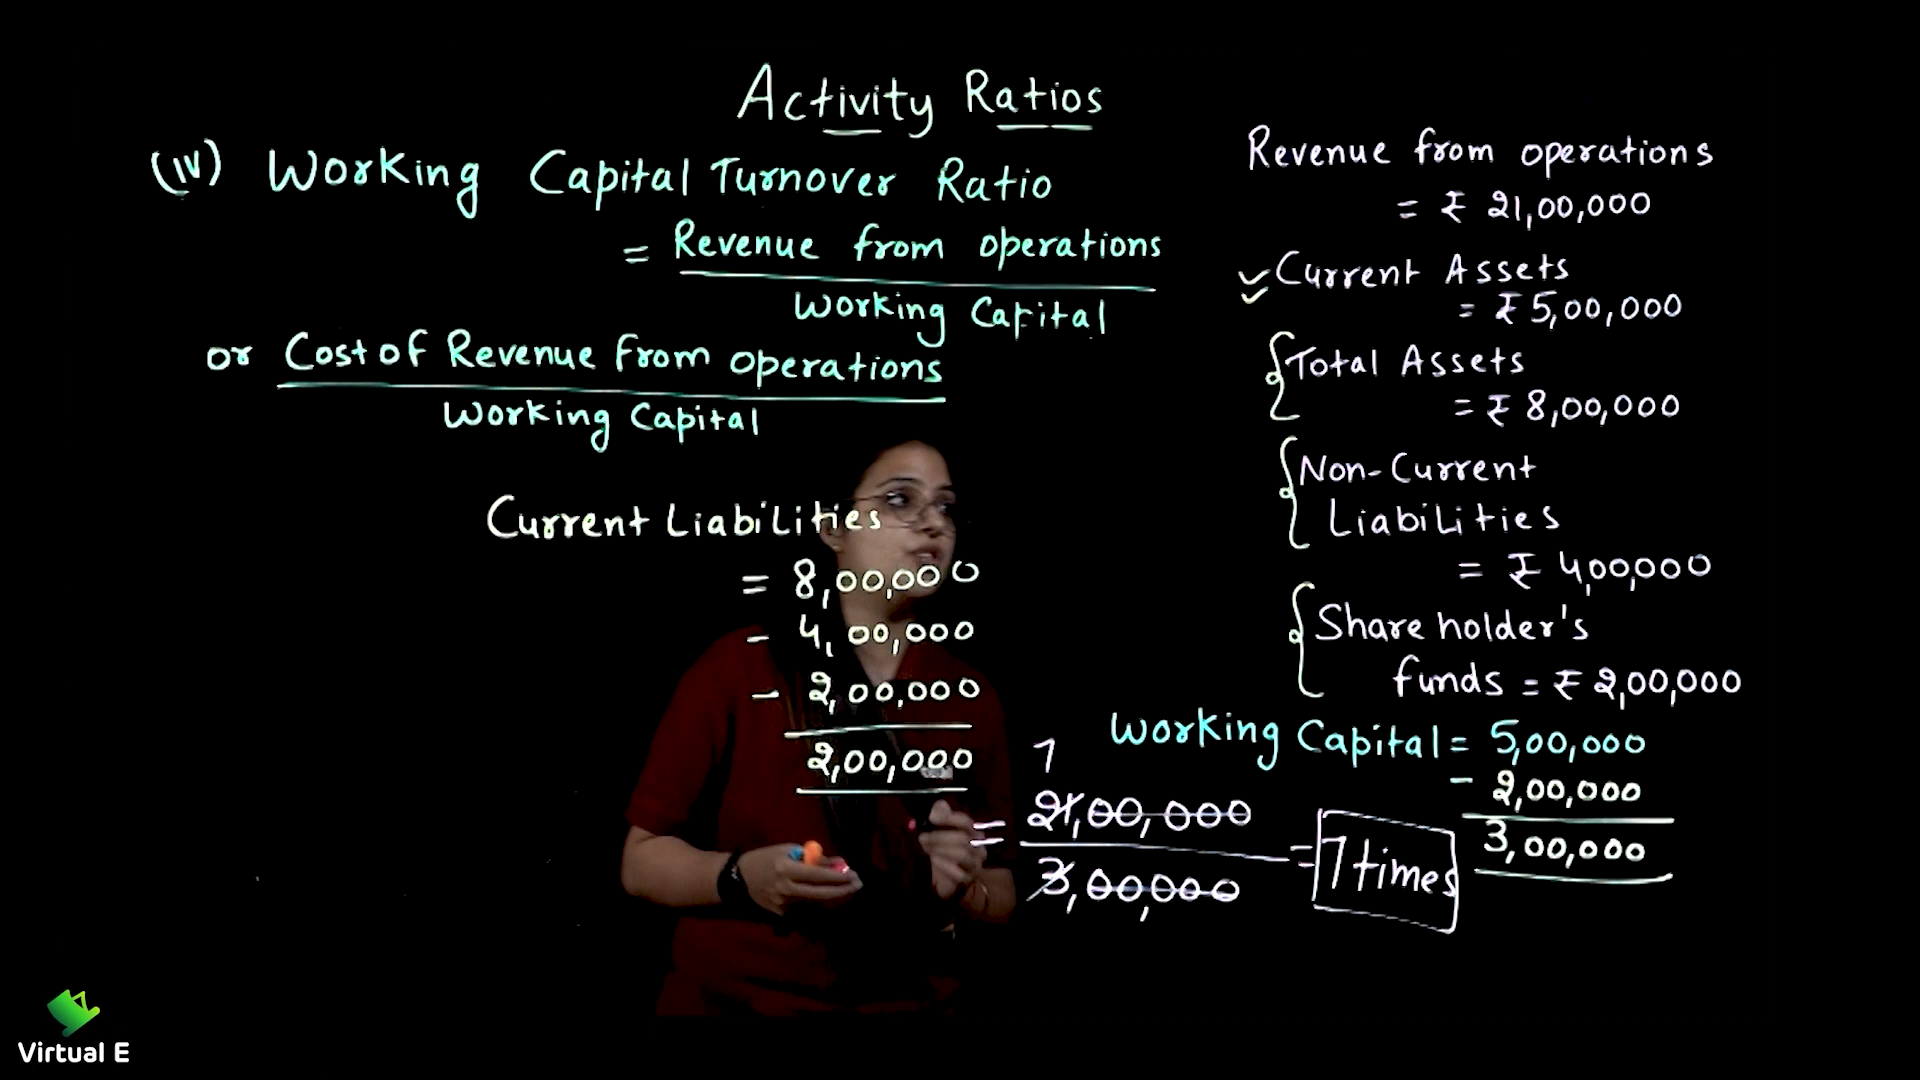 Activity Ratios
(iv) Working Capital Turnover Ratio
= Revenue from operations
Working Capital
or Cost of Revenue from operations
Working Capital
Current Liabilities
= 8,00,000
- 4,00,000
- 2,00,000
2,00,000
Revenue from operations
= ₹ 21,00,000
Current Assets
= ₹ 5,00,000
Total Assets
= ₹ 8,00,000
Non-Current
Liabilities
= ₹ 4,00,000
Share holder's
funds = ₹ 2,00,000
Working Capital = 5,00,000
- 2,00,000
3,00,000
7
= 21,00,000
3,00,000
= 7 times
Virtual E